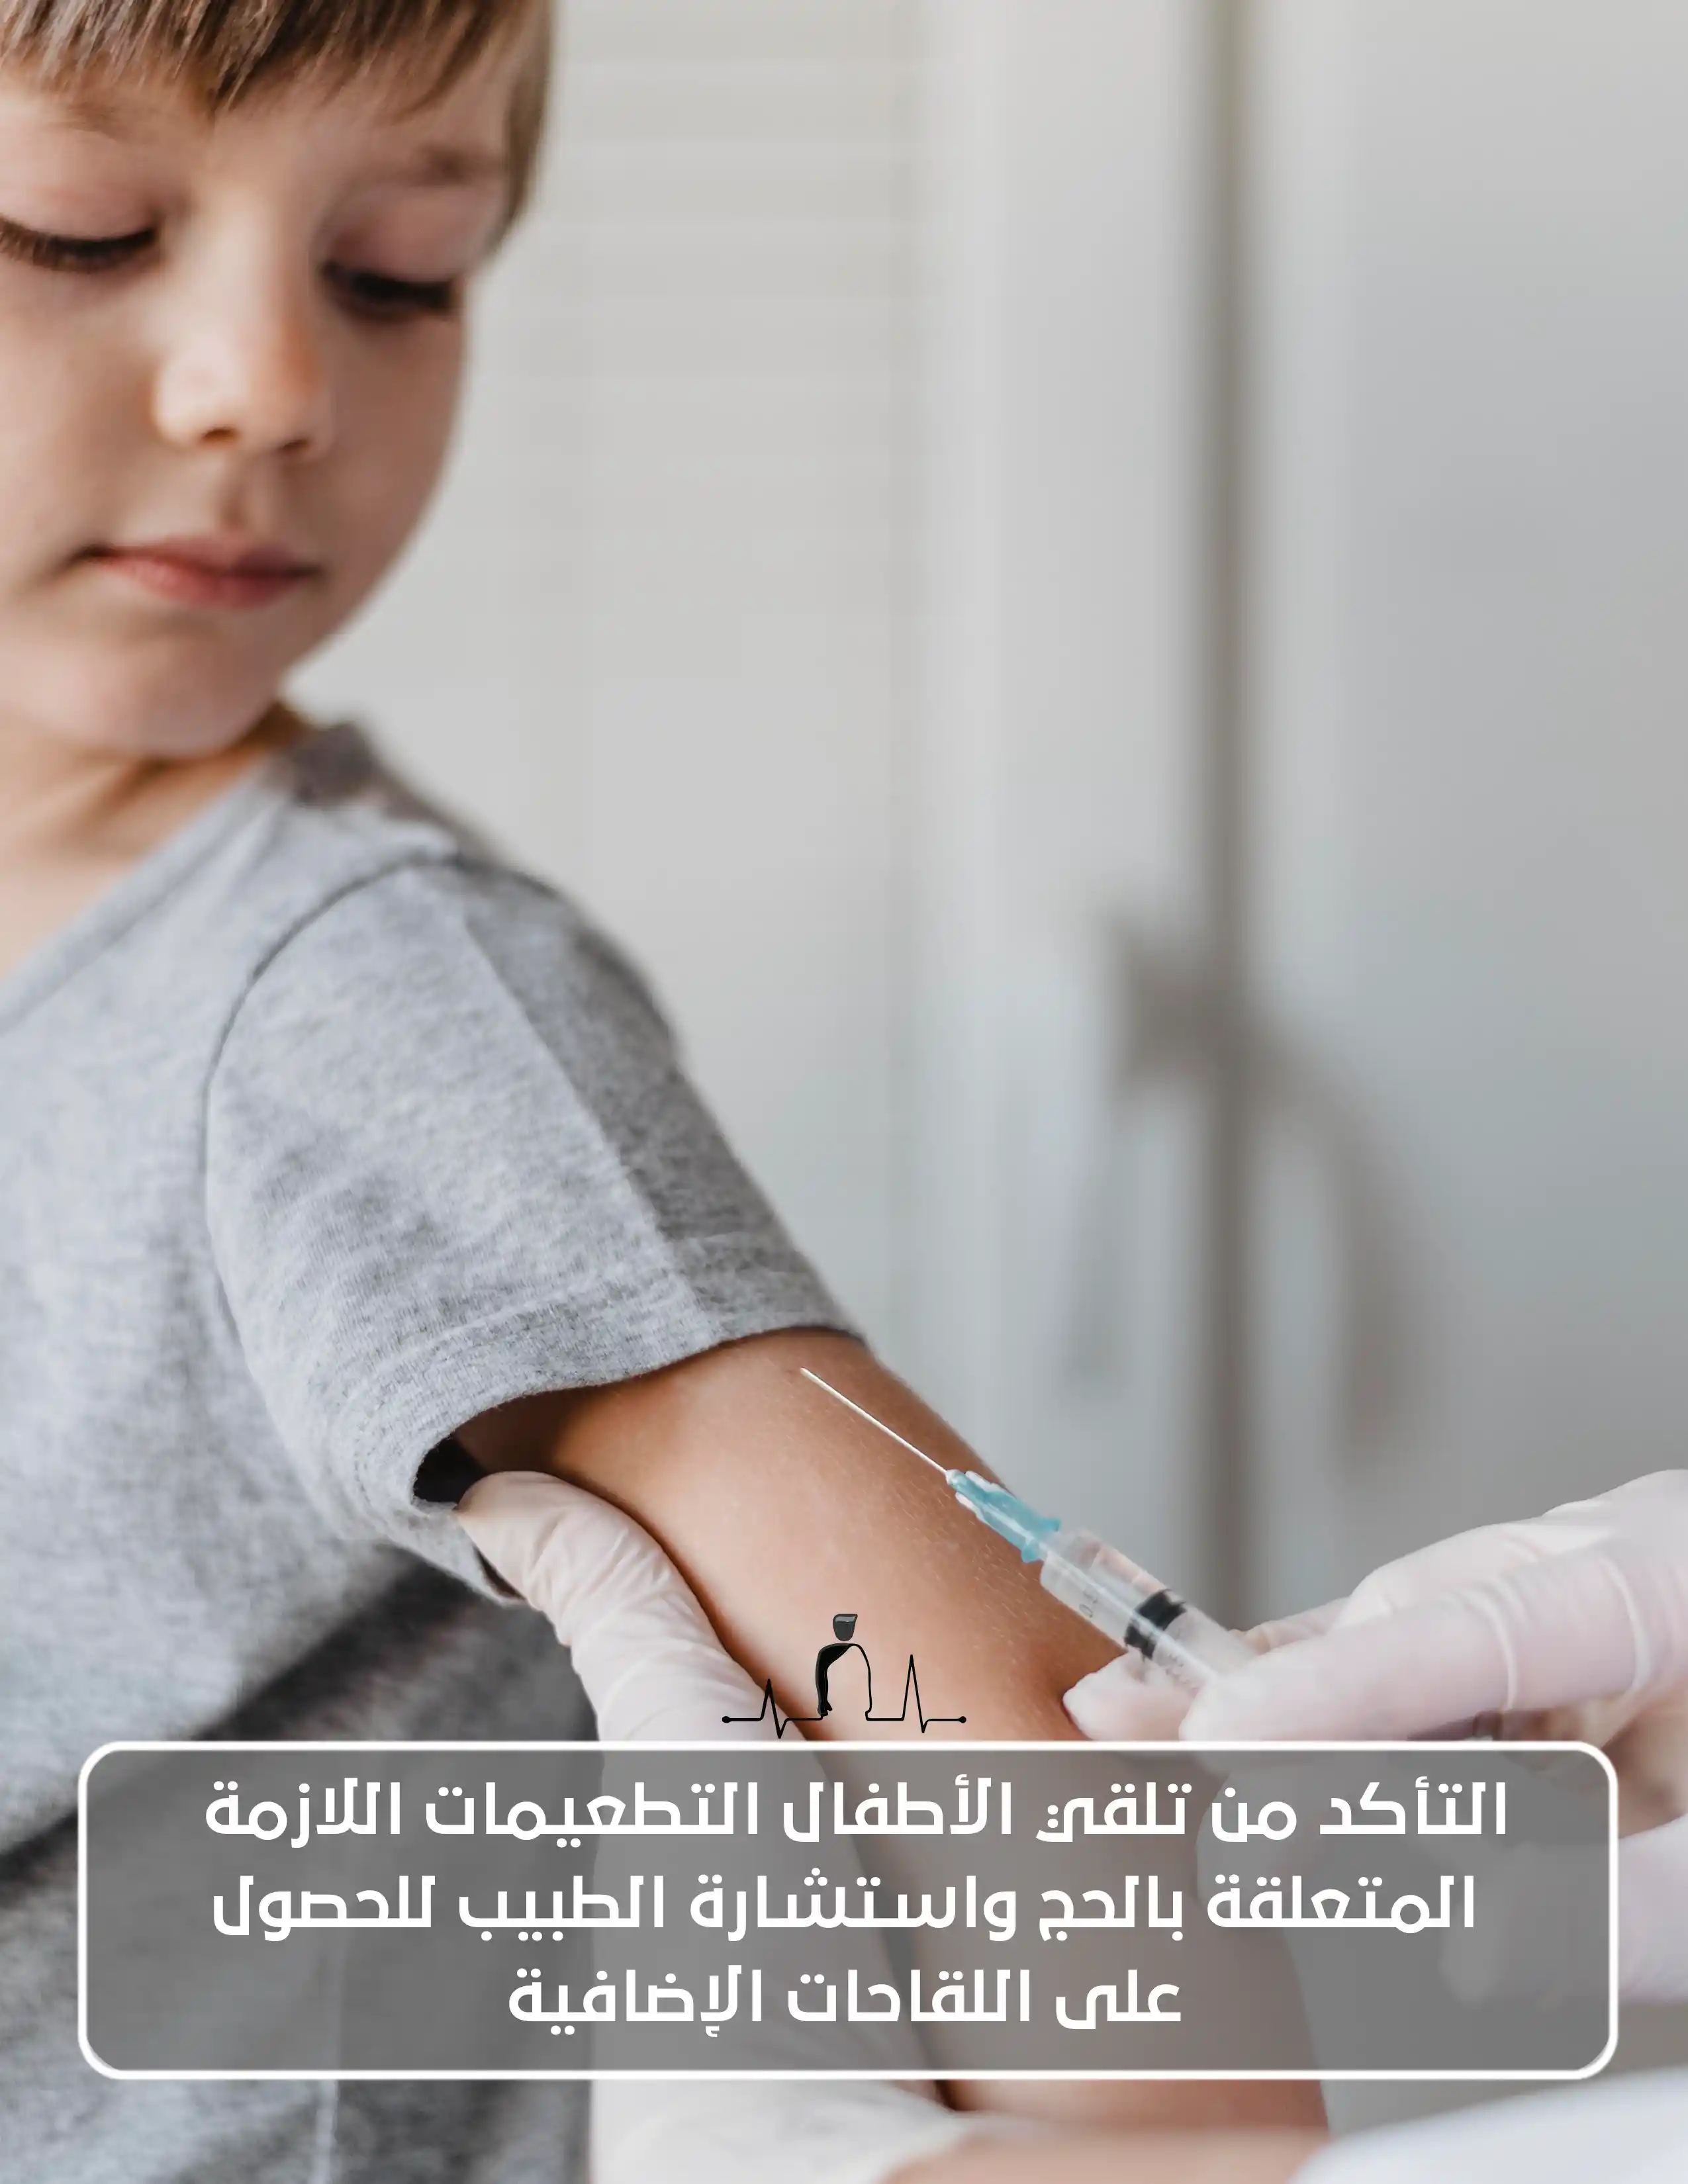 التأكد من تلقي الأطفال التطعيمات اللازمة
المتعلقة بالحج واستشارة الطبيب للحصول
على اللقاحات الإضافية